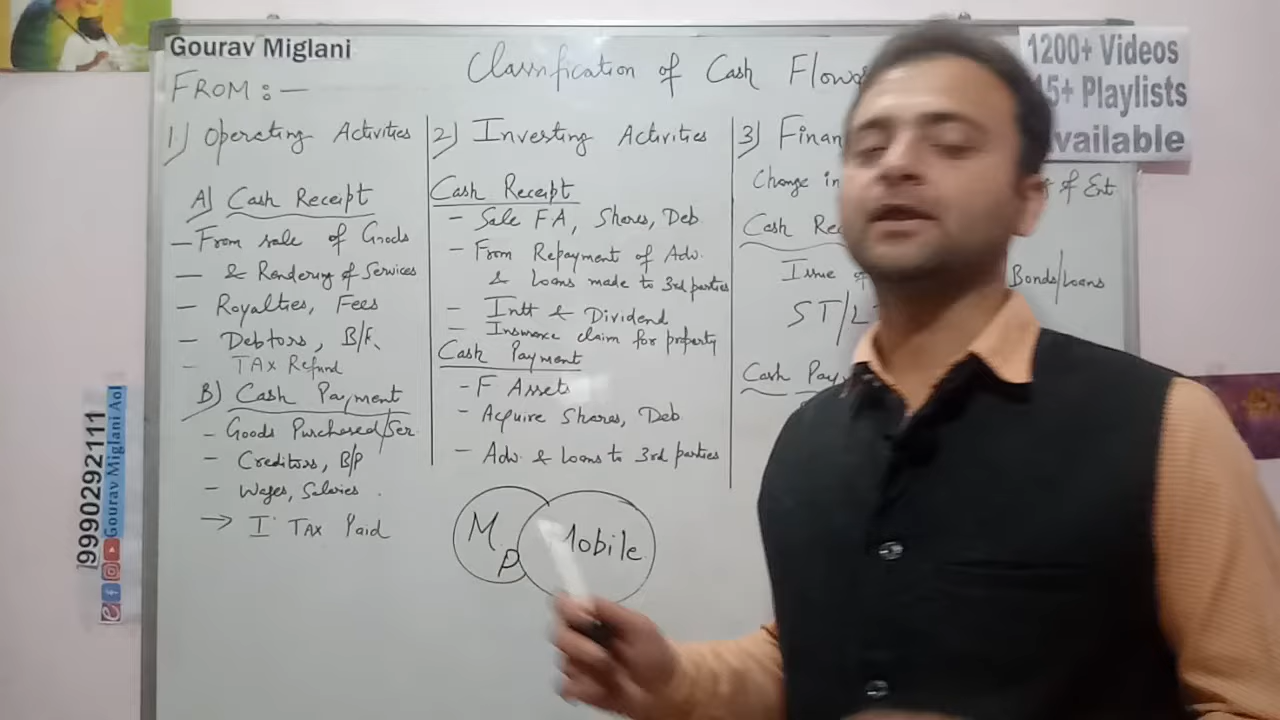 Gourav Miglani
Classification of Cash Flows
1200+ Videos
15+ Playlists
Available
FROM :—
1) Operating Activities
A) Cash Receipt
— From sale of Goods
— & Rendering of Services
— Royalties, Fees
— Debtors, B/R
— TAX Refund
B) Cash Payment
- Goods Purchased/Ser.
- Creditors, B/P
- Wages, Salaries.
→ I. TAX Paid
2) Investing Activities
Cash Receipt
- Sale FA, Shares, Deb
- From Repayment of Adv.
& Loans made to 3rd parties
- Intt & Dividend
- Insurance claim for property
Cash Payment
- F Assets
- Acquire Shares, Deb
- Adv. & Loans to 3rd parties
M
P
Mobile
3) Finan
Change in of Ent
Cash Rec
Issue of Bonds/Loans
ST/L
Cash Pay
9990292111
Gourav Miglani Aol